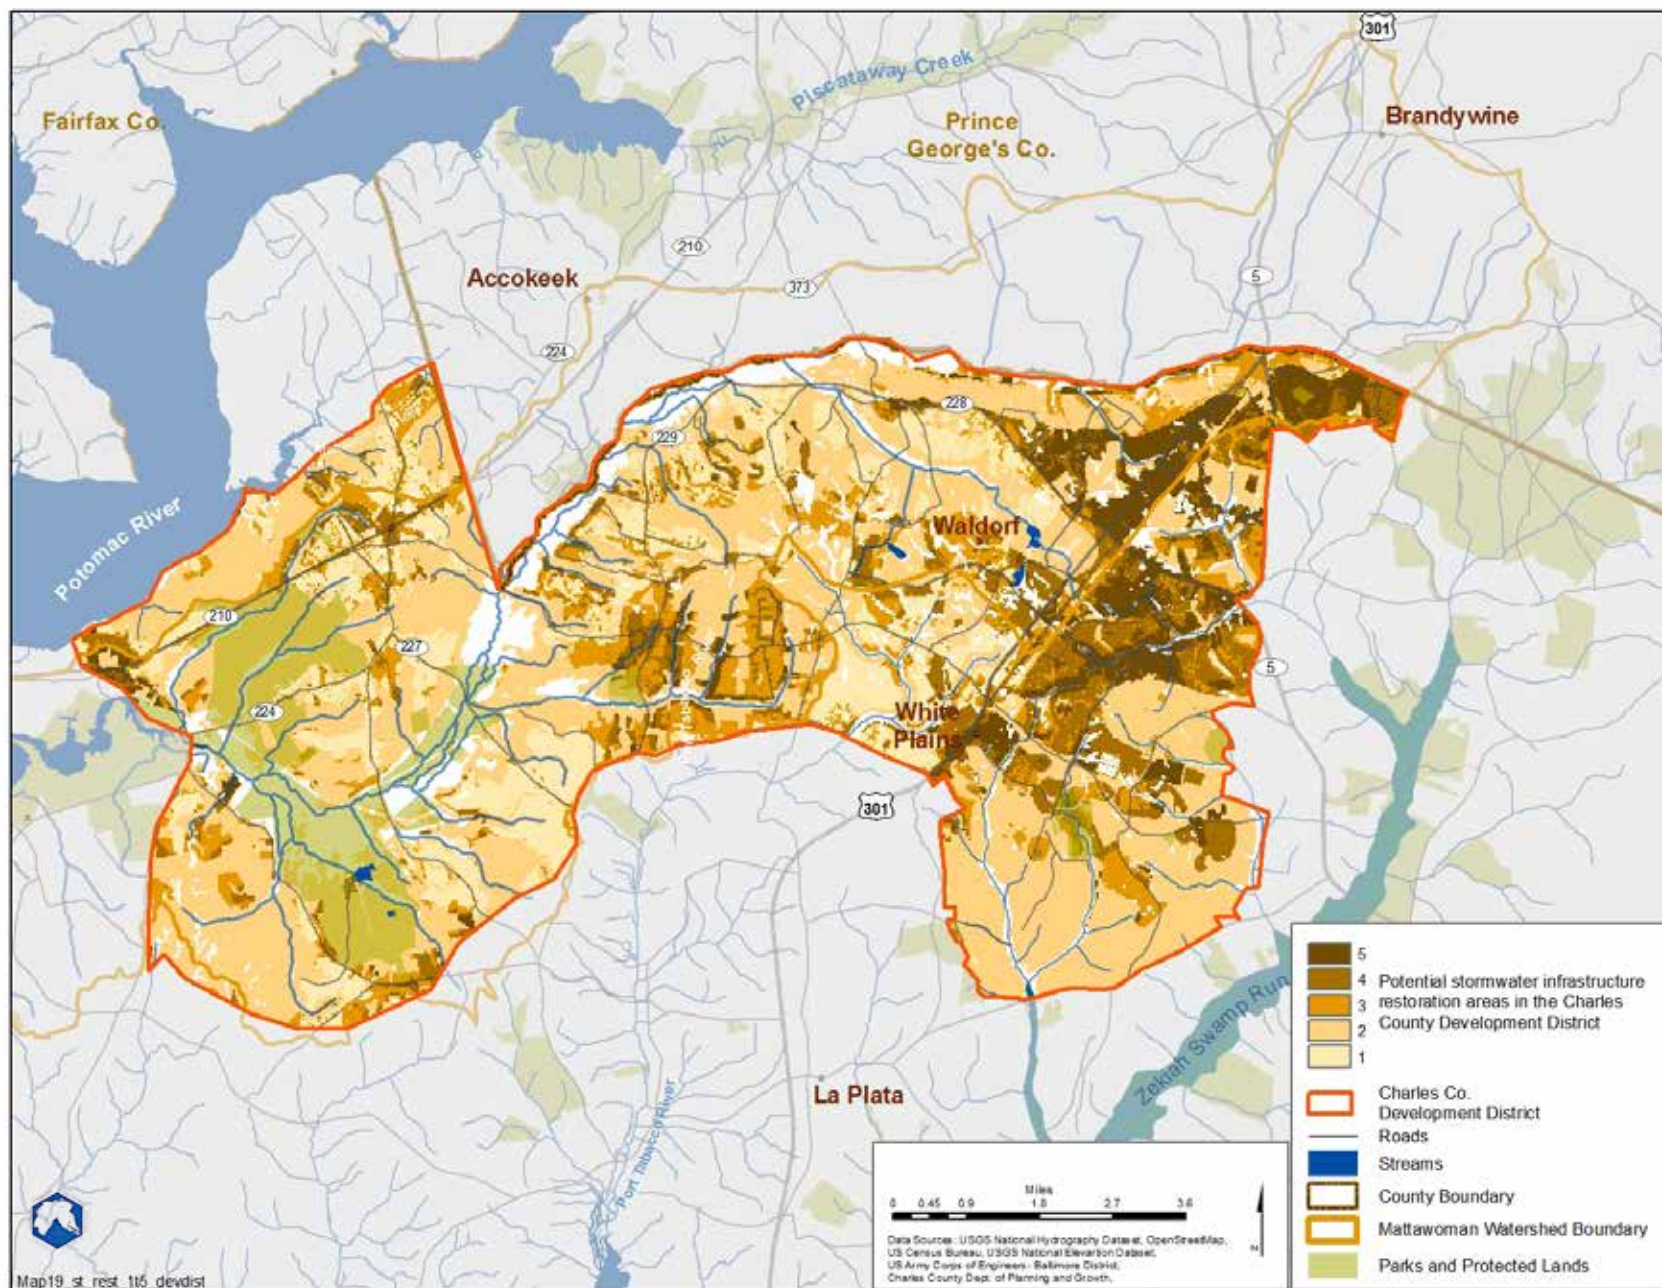 301
Piscataway Creek
Fairfax Co.
Prince
George's Co.
Brandywine
210
Accokeek
5
373
224
228
229
Potomac River
Waldorf
210
227
5
224
White
Plains
301
La Plata
Port Tabacco River
Zekiah Swamp Run
5
4
3
2
1
Potential stormwater infrastructure
restoration areas in the Charles
County Development District
Charles Co.
Development District
Roads
Streams
County Boundary
Mattawoman Watershed Boundary
Parks and Protected Lands
Miles
0 0.45 0.9 1.8 2.7 3.6
N
Data Sources: USGS National Hydrography Dataset, OpenStreetMap,
US Census Bureau, USGS National Elevartion Dataset,
US Army Corps of Engineers - Baltimore District,
Charles County Dept. of Planning and Growth,
Map19_st_rest_1ti5_devdist